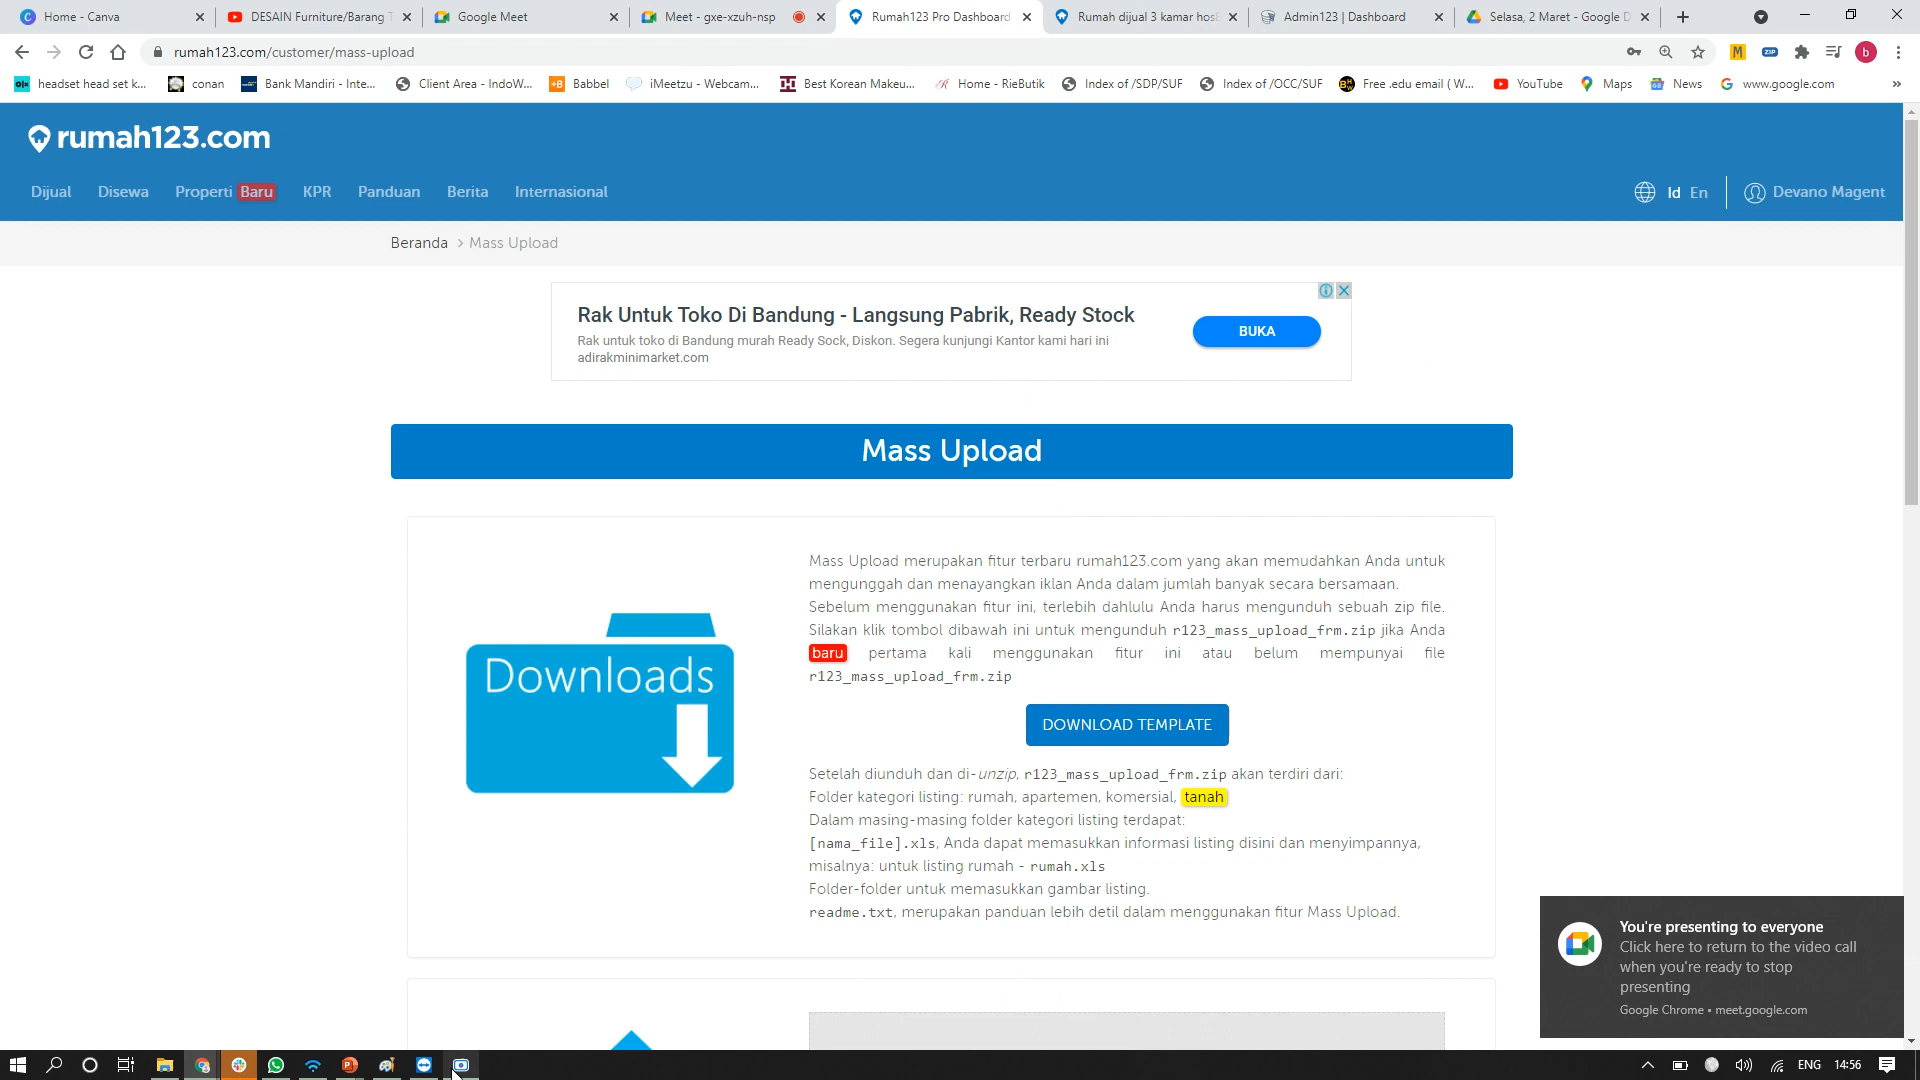 Home - Canva
DESAIN Furniture/Barang T
Google Meet
Meet - gxe-xzuh-nsp
Rumah123 Pro Dashboard
Rumah dijual 3 kamar hos
Admin123 | Dashboard
Selasa, 2 Maret - Google D
rumah123.com/customer/mass-upload
headset head set k...
conan
Bank Mandiri - Inte...
Client Area - IndoW...
Babbel
iMeetzu - Webcam...
Best Korean Makeu...
Home - RieButik
Index of /SDP/SUF
Index of /OCC/SUF
Free .edu email ( W...
YouTube
Maps
News
www.google.com
rumah123.com
Dijual
Disewa
Properti Baru
KPR
Panduan
Berita
Internasional
Id En
Devano Magent
Beranda > Mass Upload
Rak Untuk Toko Di Bandung - Langsung Pabrik, Ready Stock
Rak untuk toko di Bandung murah Ready Sock, Diskon. Segera kunjungi Kantor kami hari ini
adirakminimarket.com
BUKA
Mass Upload
Downloads
Mass Upload merupakan fitur terbaru rumah123.com yang akan memudahkan Anda untuk
mengunggah dan menayangkan iklan Anda dalam jumlah banyak secara bersamaan.
Sebelum menggunakan fitur ini, terlebih dahlulu Anda harus mengunduh sebuah zip file.
Silakan klik tombol dibawah ini untuk mengunduh r123_mass_upload_frm.zip jika Anda
baru pertama kali menggunakan fitur ini atau belum mempunyai file
r123_mass_upload_frm.zip
DOWNLOAD TEMPLATE
Setelah diunduh dan di-unzip, r123_mass_upload_frm.zip akan terdiri dari:
Folder kategori listing: rumah, apartemen, komersial, tanah
Dalam masing-masing folder kategori listing terdapat:
[nama_file].xls, Anda dapat memasukkan informasi listing disini dan menyimpannya,
misalnya: untuk listing rumah - rumah.xls
Folder-folder untuk memasukkan gambar listing.
readme.txt, merupakan panduan lebih detil dalam menggunakan fitur Mass Upload.
You're presenting to everyone
Click here to return to the video call
when you're ready to stop
presenting
Google Chrome • meet.google.com
ENG
14:56